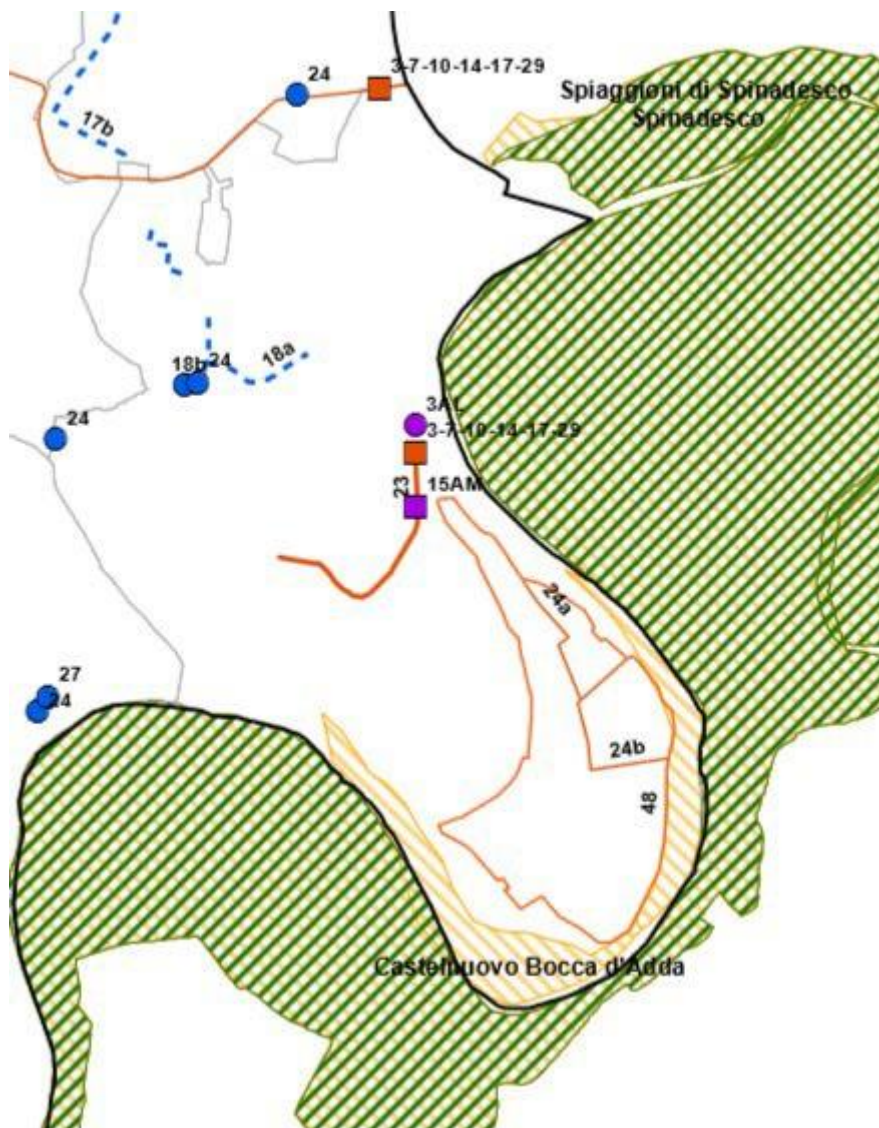 24
3-7-10-14-17-29
Spiaggioni di Spinadesco
Spinadesco
17b
18b
24
18a
24
3AL
3-7-10-14-17-29
23
15AM
24a
27
24
24b
48
Castelnuovo Bocca d'Adda